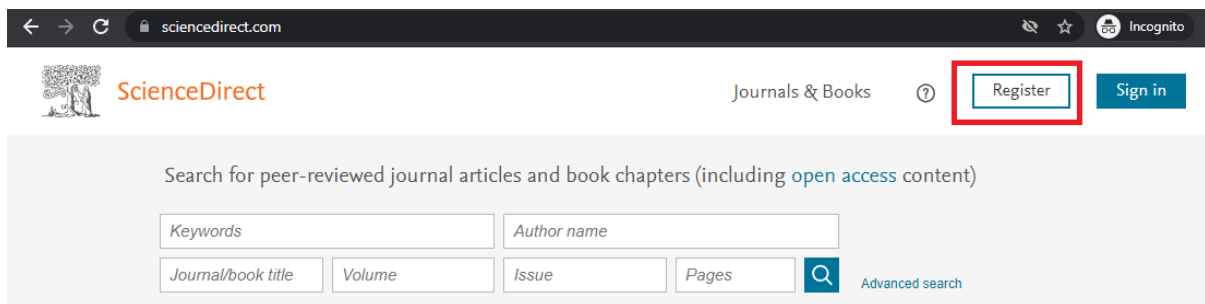 sciencedirect.com Incognito
ScienceDirect Journals & Books ? Register Sign in
Search for peer-reviewed journal articles and book chapters (including open access content)
Keywords Author name
Journal/book title Volume Issue Pages Advanced search